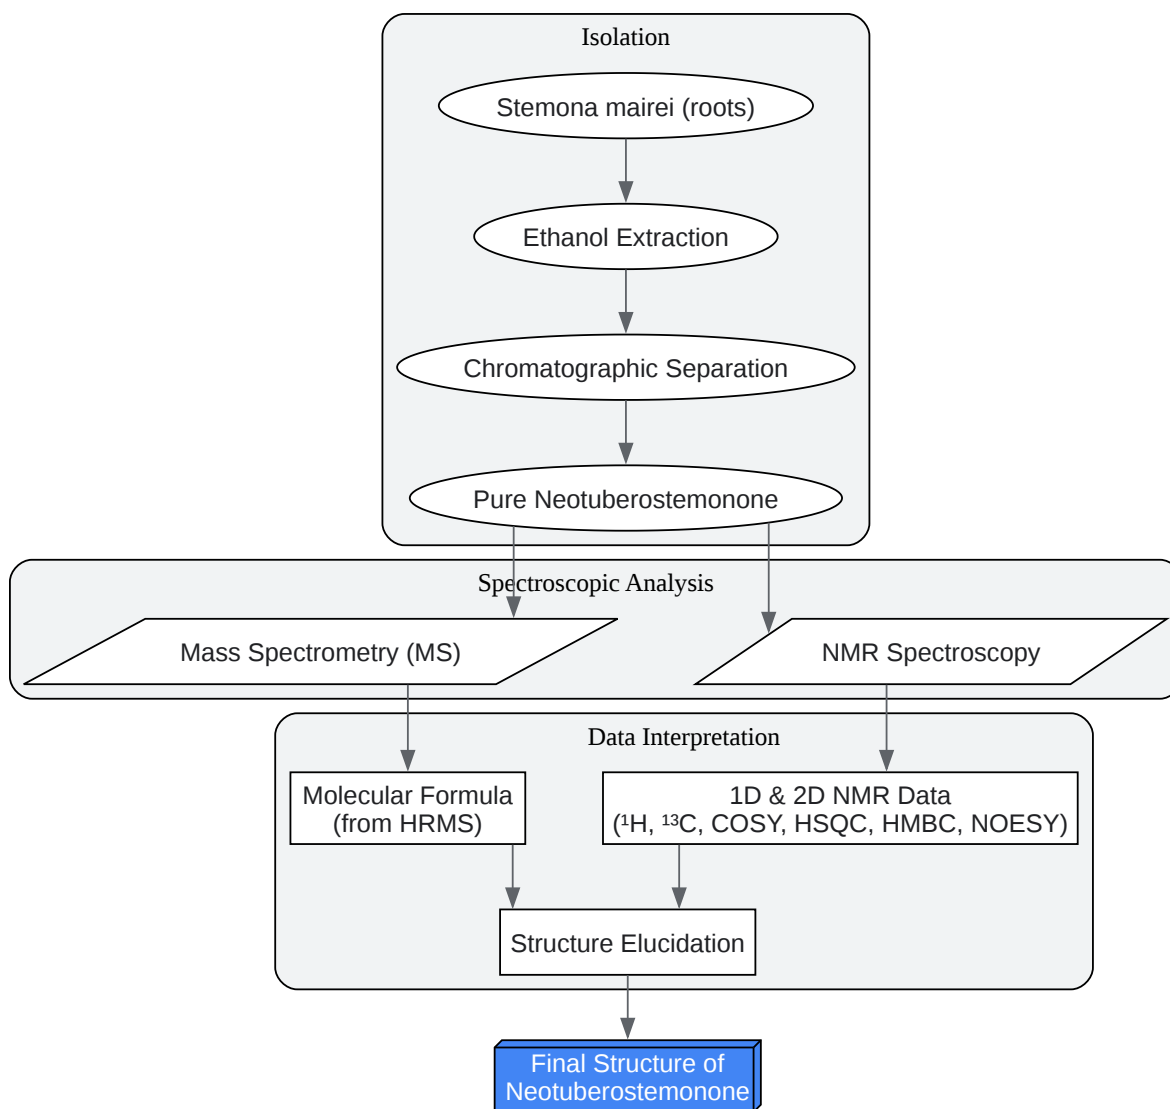 Isolation
Stemona mairei (roots)
Ethanol Extraction
Chromatographic Separation
Pure Neotuberostemonone
Spectroscopic Analysis
Mass Spectrometry (MS)
NMR Spectroscopy
Data Interpretation
Molecular Formula
(from HRMS)
1D & 2D NMR Data
(¹H, ¹³C, COSY, HSQC, HMBC, NOESY)
Structure Elucidation
Final Structure of
Neotuberostemonone